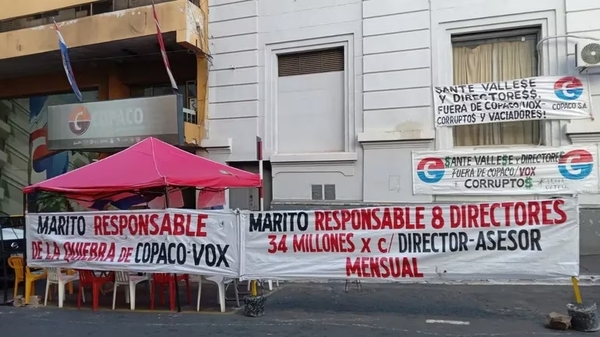 COPACO
SANTE VALLESE
Y DIRECTORE$$,
FUERA DE COPACO/VOX
CORRUPTOS Y VACIADORES!
COPACO S.A.
SANTE VALLESE Y DIRECTORES
FUERA DE COPACO/VOX
CORRUPTOS
MARITO RESPONSABLE
DE LA QUIEBRA DE COPACO-VOX
MARITO RESPONSABLE 8 DIRECTORES
34 MILLONES X C/ DIRECTOR-ASESOR
MENSUAL